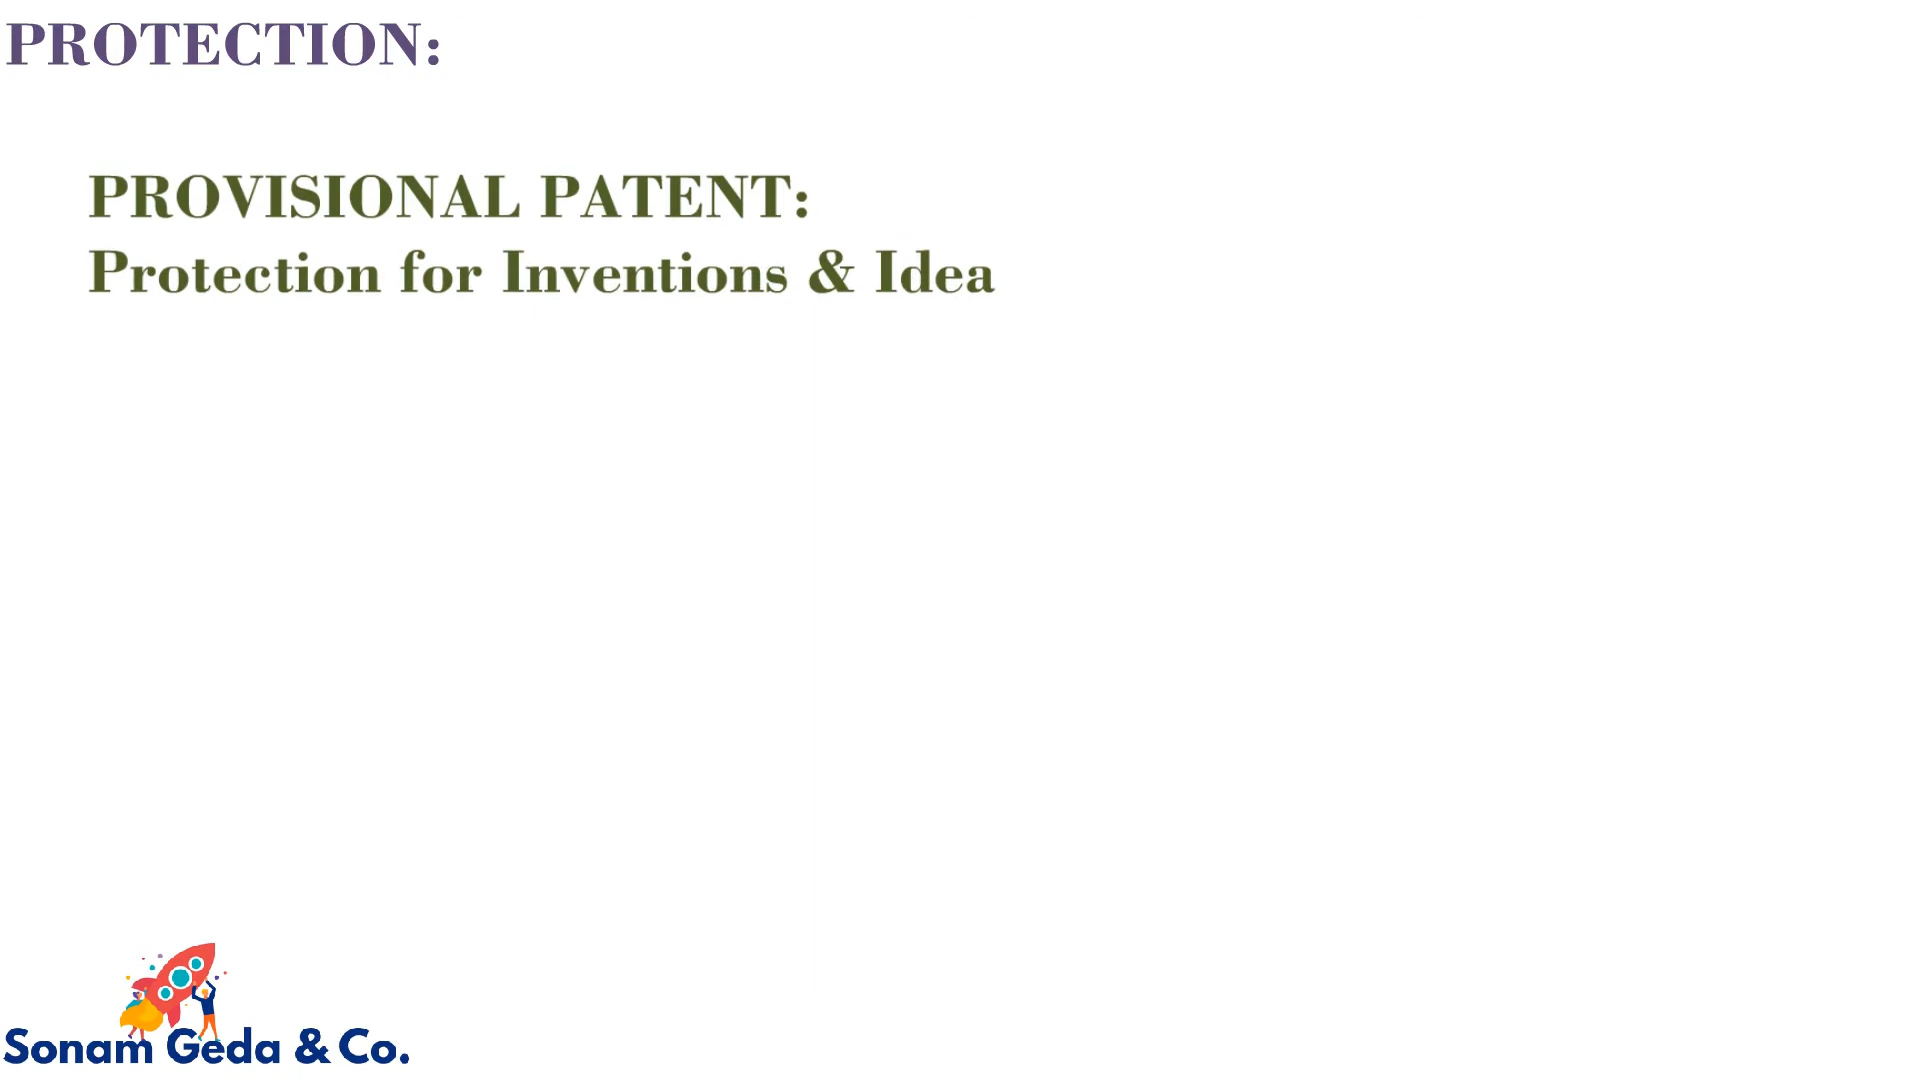 PROTECTION:
PROVISIONAL PATENT:
Protection for Inventions & Idea
Sonam Geda & Co.